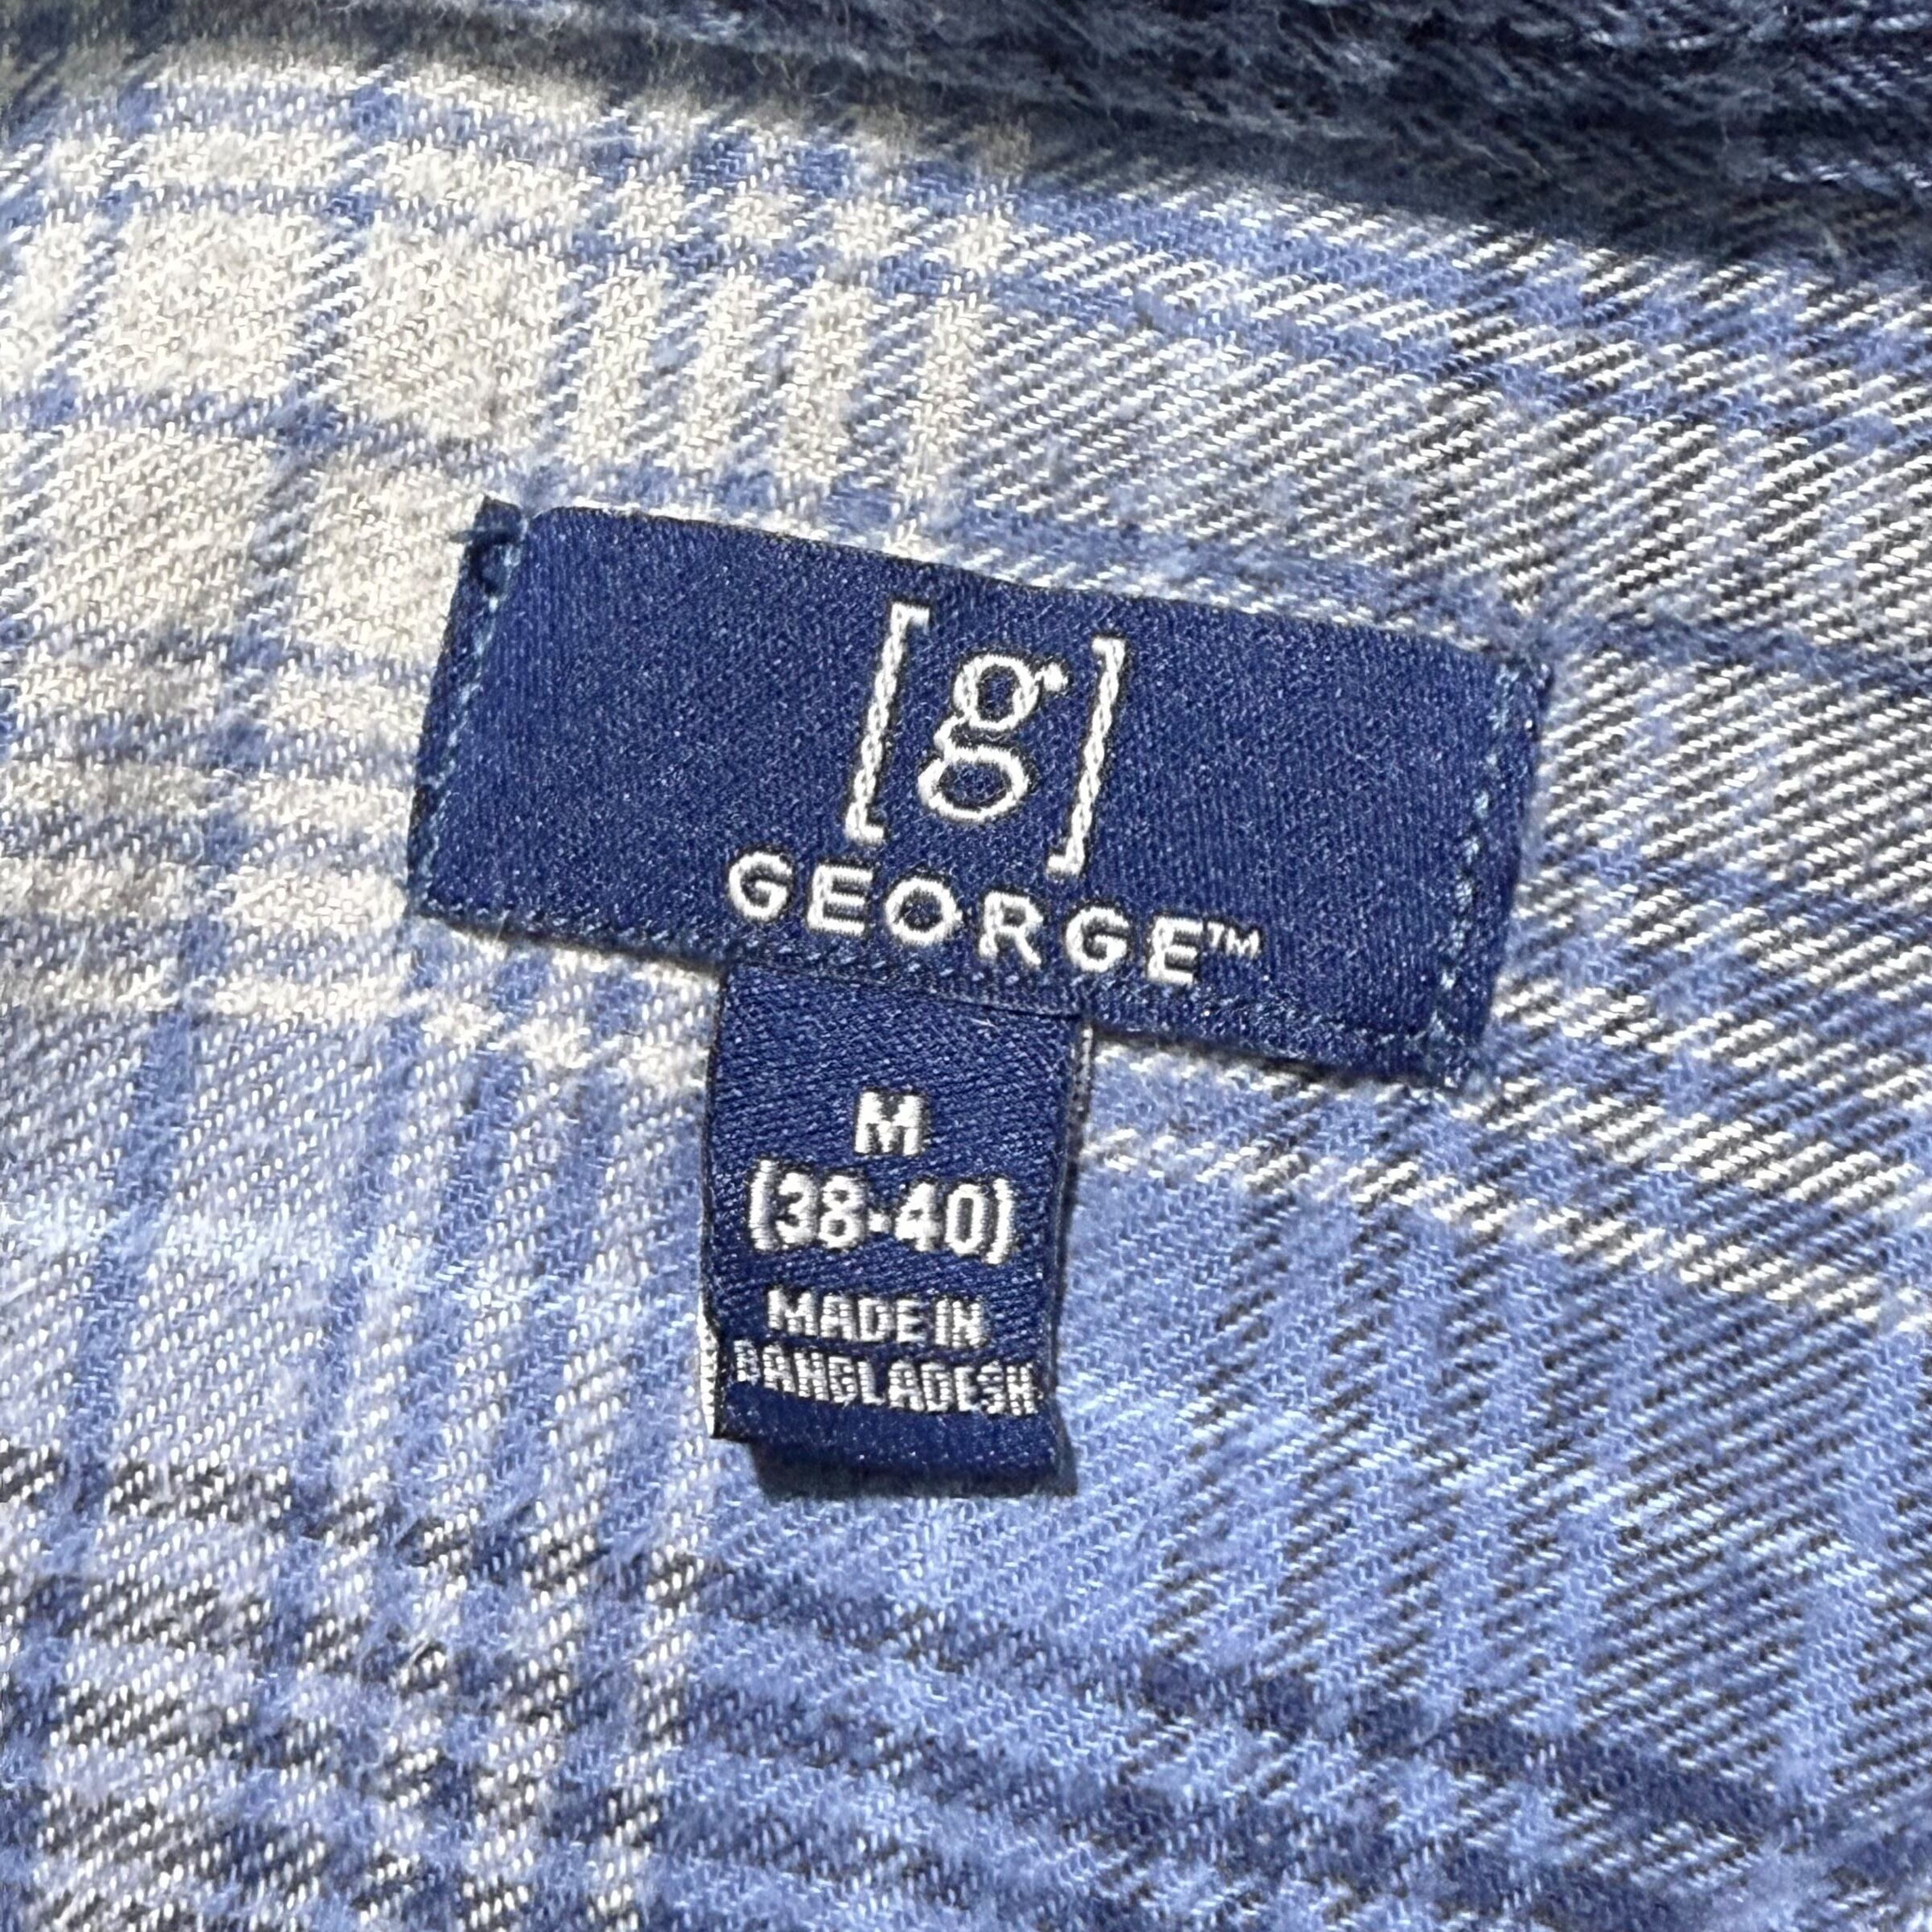 [g]
GEORGE™
M
(38-40)
MADE IN
BANGLADESH